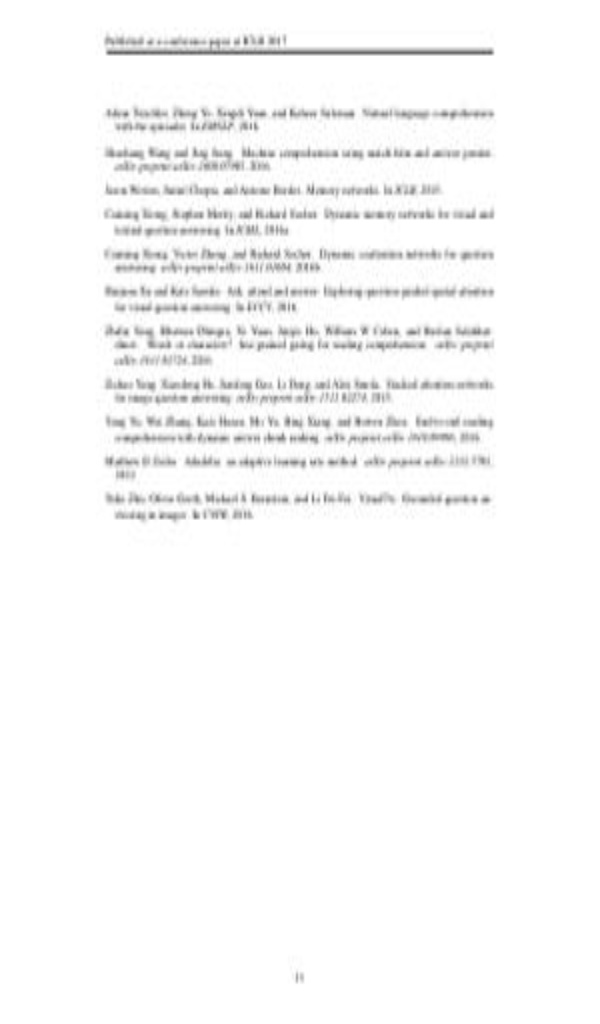 Published as a conference paper at ICLR 2017
Adam Trischler, Zheng Ye, Xingdi Yuan, and Kaheer Suleman. Natural language comprehension
with the epireader. In EMNLP, 2016.
Shuohang Wang and Jing Jiang. Machine comprehension using match-lstm and answer pointer.
arXiv preprint arXiv:1608.07905, 2016.
Jason Weston, Sumit Chopra, and Antoine Bordes. Memory networks. In ICLR, 2015.
Caiming Xiong, Stephen Merity, and Richard Socher. Dynamic memory networks for visual and
textual question answering. In ICML, 2016a.
Caiming Xiong, Victor Zhong, and Richard Socher. Dynamic coattention networks for question
answering. arXiv preprint arXiv:1611.01604, 2016b.
Huijuan Xu and Kate Saenko. Ask, attend and answer: Exploring question-guided spatial attention
for visual question answering. In ECCV, 2016.
Zhilin Yang, Bhuwan Dhingra, Ye Yuan, Junjie Hu, William W Cohen, and Ruslan Salakhut-
dinov. Words or characters? fine-grained gating for reading comprehension. arXiv preprint
arXiv:1611.01724, 2016.
Zichao Yang, Xiaodong He, Jianfeng Gao, Li Deng, and Alex Smola. Stacked attention networks
for image question answering. arXiv preprint arXiv:1511.02274, 2015.
Yang Yu, Wei Zhang, Kazi Hasan, Mo Yu, Bing Xiang, and Bowen Zhou. End-to-end reading
comprehension with dynamic answer chunk ranking. arXiv preprint arXiv:1610.09996, 2016.
Matthew D Zeiler. Adadelta: an adaptive learning rate method. arXiv preprint arXiv:1212.5701,
2012.
Yuke Zhu, Oliver Groth, Michael S. Bernstein, and Li Fei-Fei. Visual7w: Grounded question an-
swering in images. In CVPR, 2016.